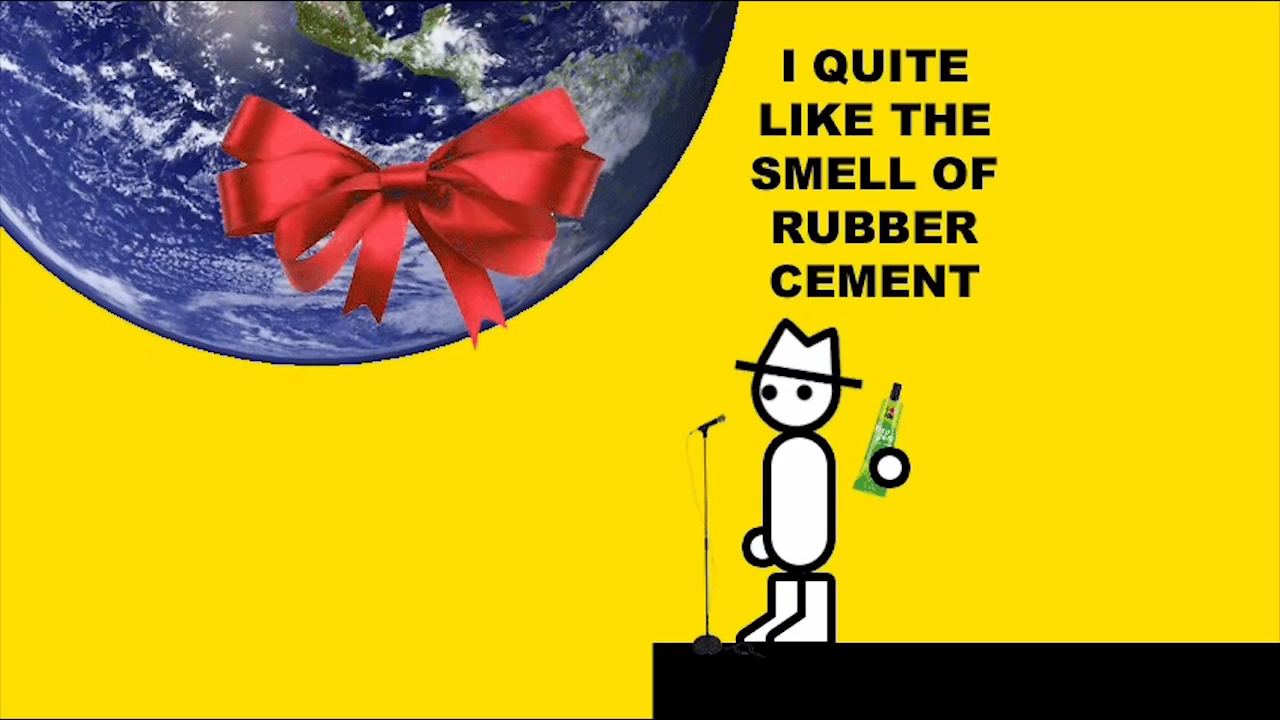 I QUITE
LIKE THE
SMELL OF
RUBBER
CEMENT